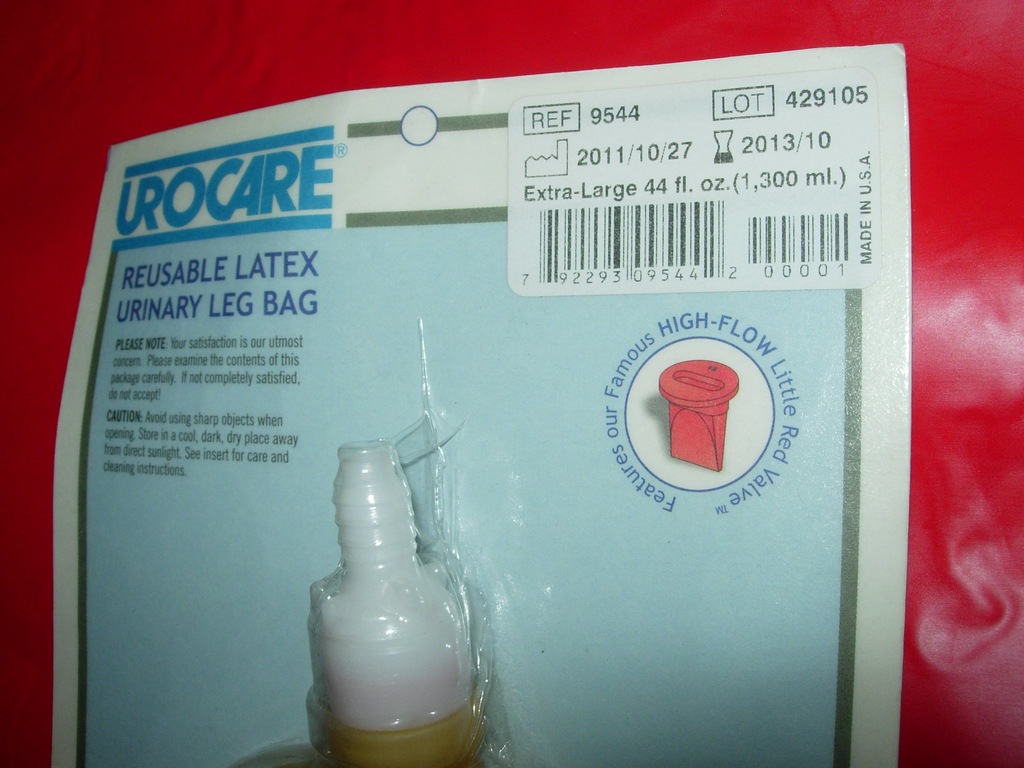 UROCARE®
REF 9544
LOT 429105
2011/10/27 2013/10
Extra-Large 44 fl. oz.(1,300 ml.)
7 92293 09544 2 00001
MADE IN U.S.A.
REUSABLE LATEX
URINARY LEG BAG
PLEASE NOTE: Your satisfaction is our utmost
concern. Please examine the contents of this
package carefully. If not completely satisfied,
do not accept!
CAUTION: Avoid using sharp objects when
opening. Store in a cool, dark, dry place away
from direct sunlight. See insert for care and
cleaning instructions.
Features our Famous HIGH-FLOW Little Red Valve™